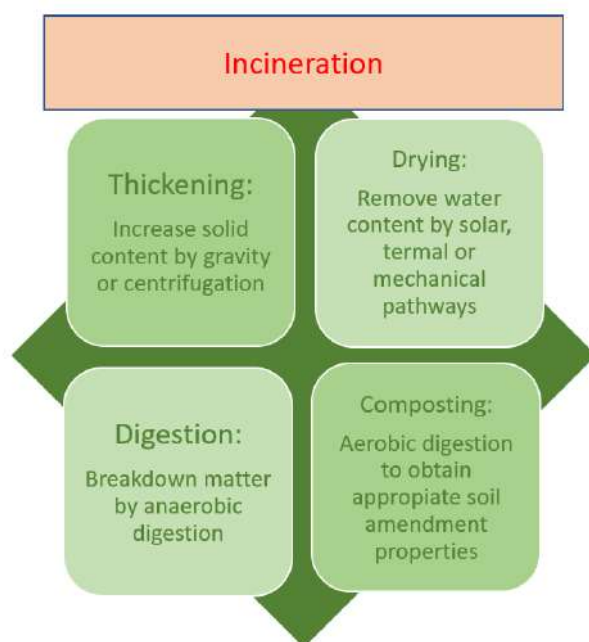 Incineration
Thickening:
Increase solid
content by gravity
or centrifugation
Drying:
Remove water
content by solar,
termal or
mechanical
pathways
Digestion:
Breakdown matter
by anaerobic
digestion
Composting:
Aerobic digestion
to obtain
appropiate soil
amendment
properties